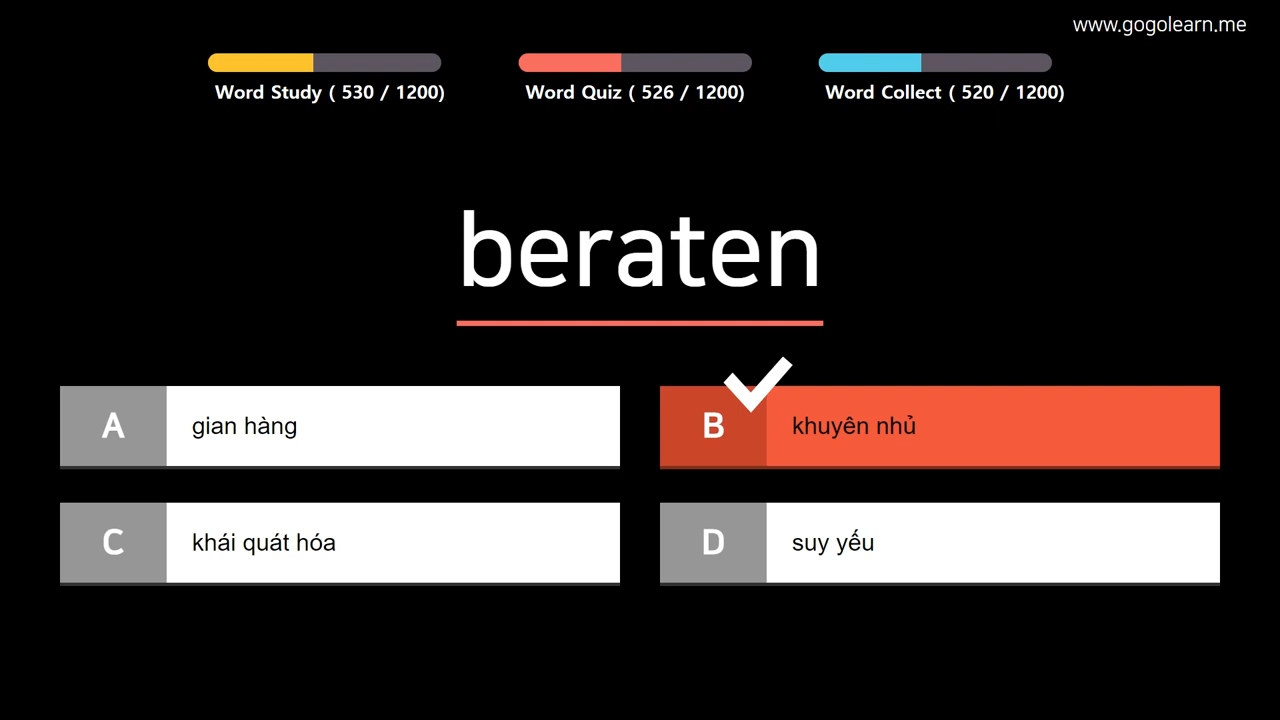 www.gogolearn.me
Word Study ( 530 / 1200)
Word Quiz ( 526 / 1200)
Word Collect ( 520 / 1200)
beraten
A
gian hàng
B
khuyên nhủ
C
khái quát hóa
D
suy yếu